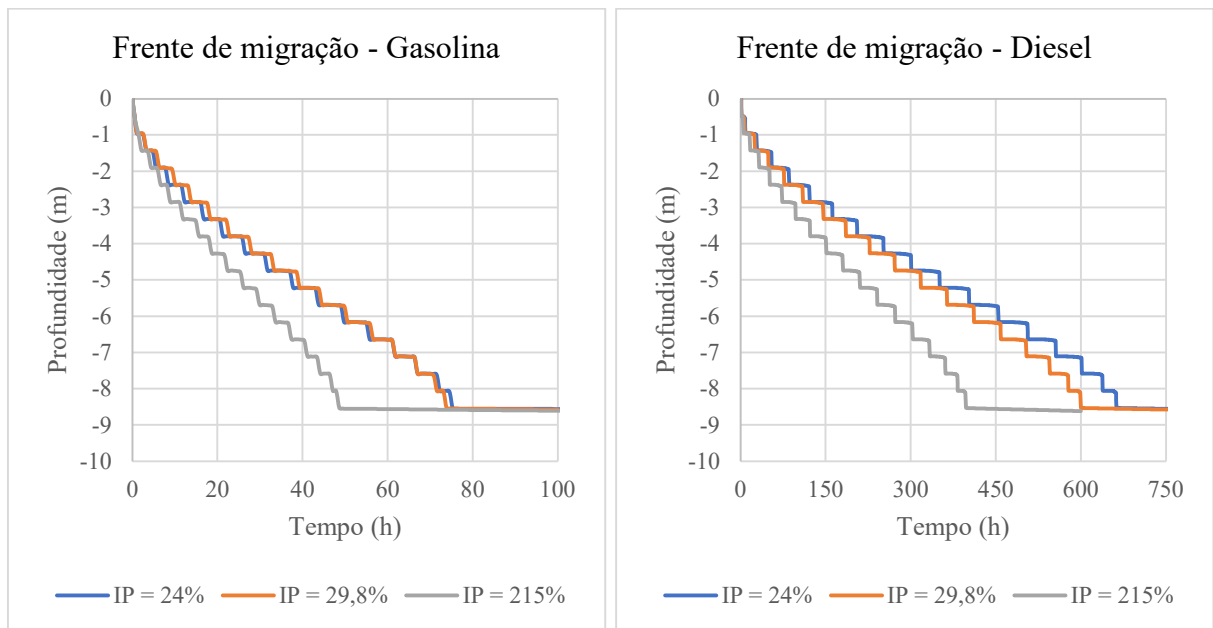 Frente de migração - Gasolina
0
-1
-2
-3
-4
-5
-6
-7
-8
-9
-10
Profundidade (m)
0 20 40 60 80 100
Tempo (h)
IP = 24% IP = 29,8% IP = 215%
Frente de migração - Diesel
0
-1
-2
-3
-4
-5
-6
-7
-8
-9
-10
Profundidade (m)
0 150 300 450 600 750
Tempo (h)
IP = 24% IP = 29,8% IP = 215%